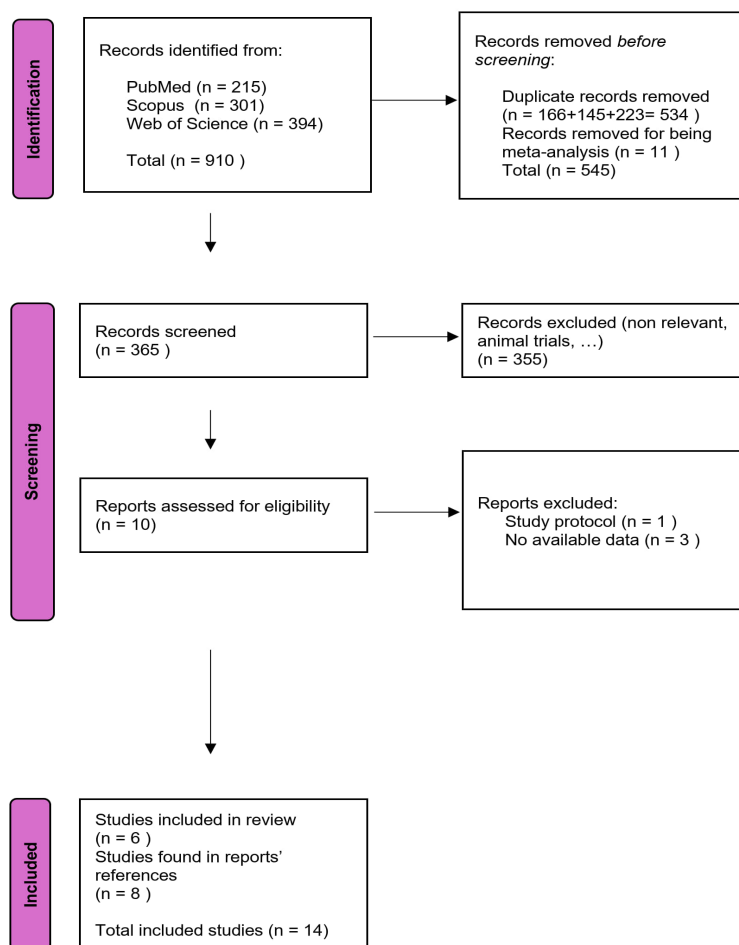 Identification
Records identified from:
PubMed (n = 215)
Scopus (n = 301)
Web of Science (n = 394)
Total (n = 910 )
Records removed before
screening:
Duplicate records removed
(n = 166+145+223= 534 )
Records removed for being
meta-analysis (n = 11 )
Total (n = 545)
Screening
Records screened
(n = 365 )
Records excluded (non relevant,
animal trials, …)
(n = 355)
Reports assessed for eligibility
(n = 10)
Reports excluded:
Study protocol (n = 1 )
No available data (n = 3 )
Included
Studies included in review
(n = 6 )
Studies found in reports’
references
(n = 8 )
Total included studies (n = 14)